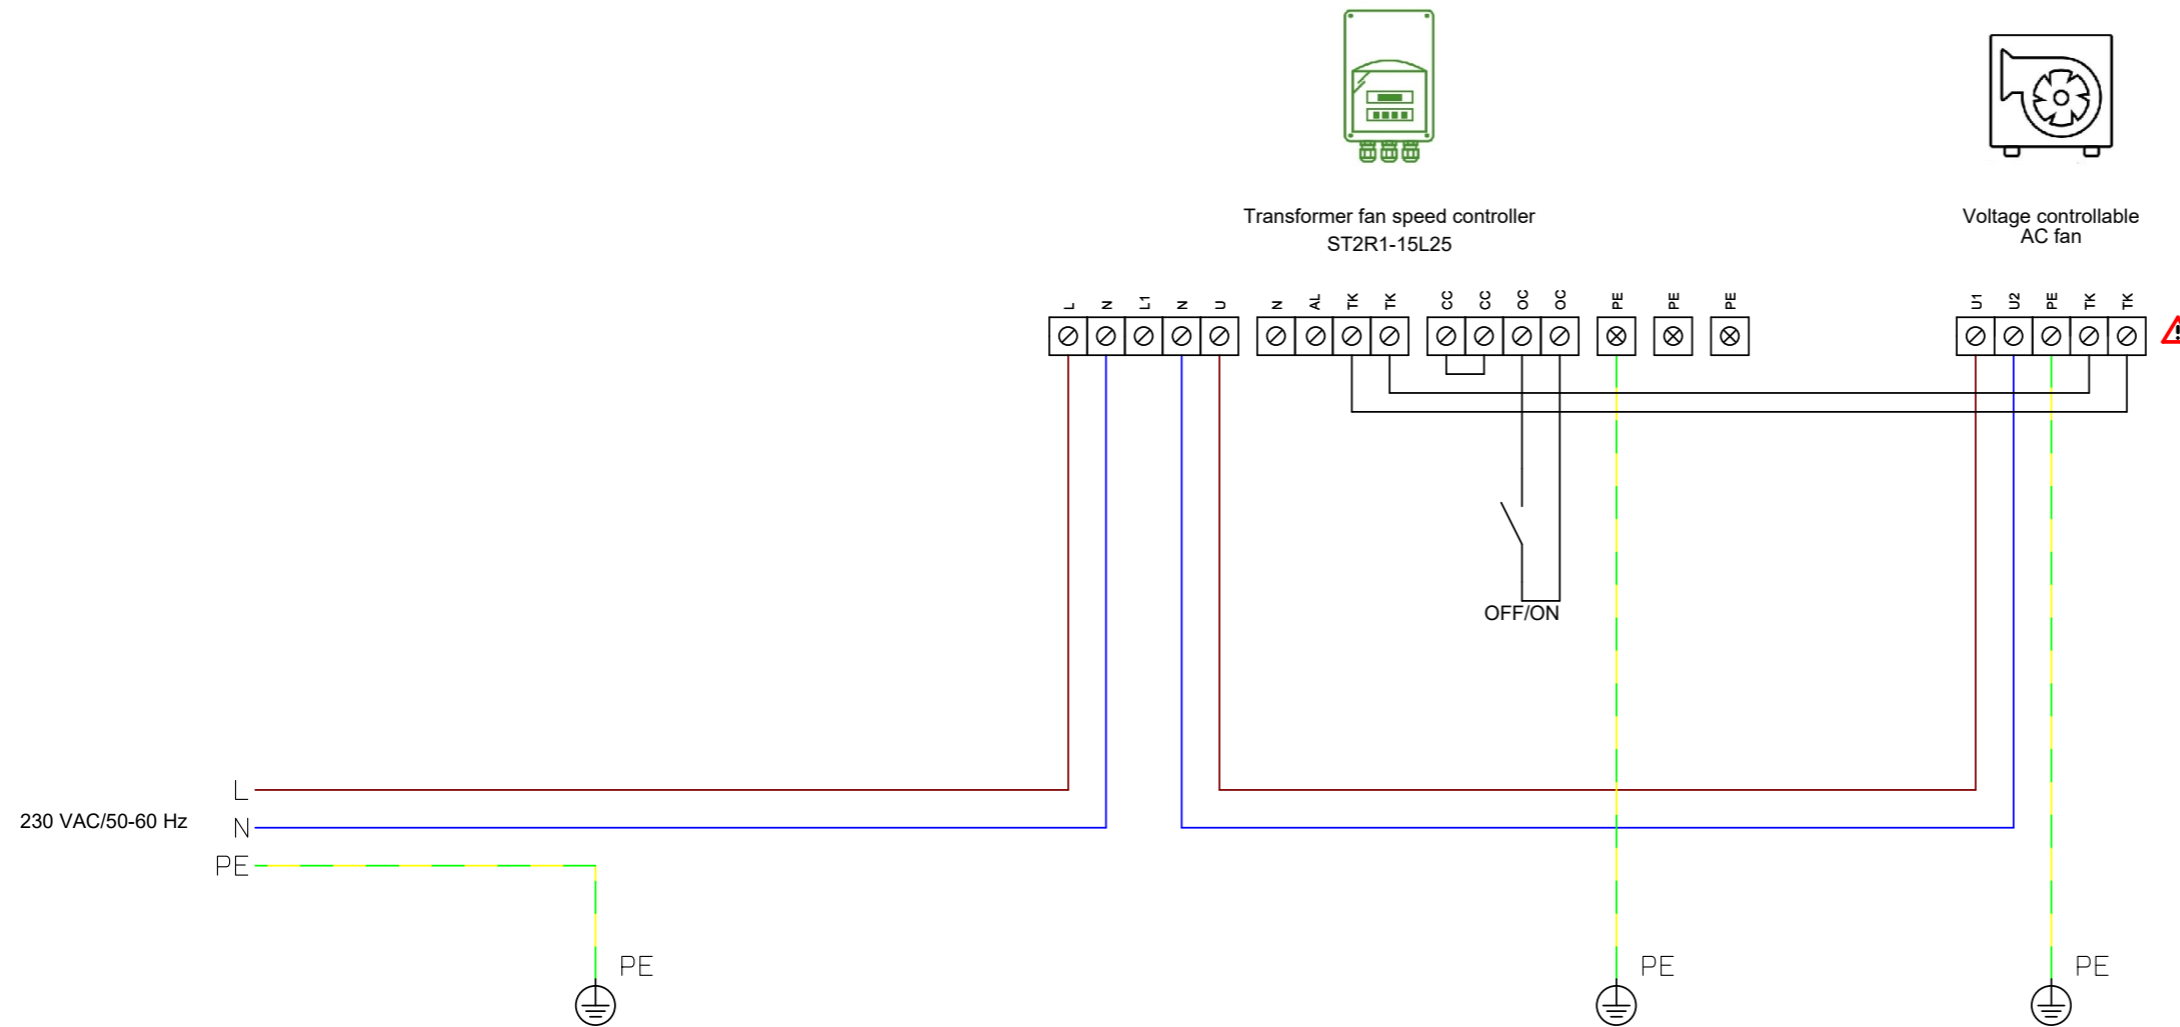 Transformer fan speed controller
ST2R1-15L25
Voltage controllable
AC fan
L N L1 N U N AL TK TK CC CC OC OC PE PE PE U1 U2 PE TK TK
OFF/ON
L
230 VAC/50-60 Hz
N
PE
PE
PE
PE